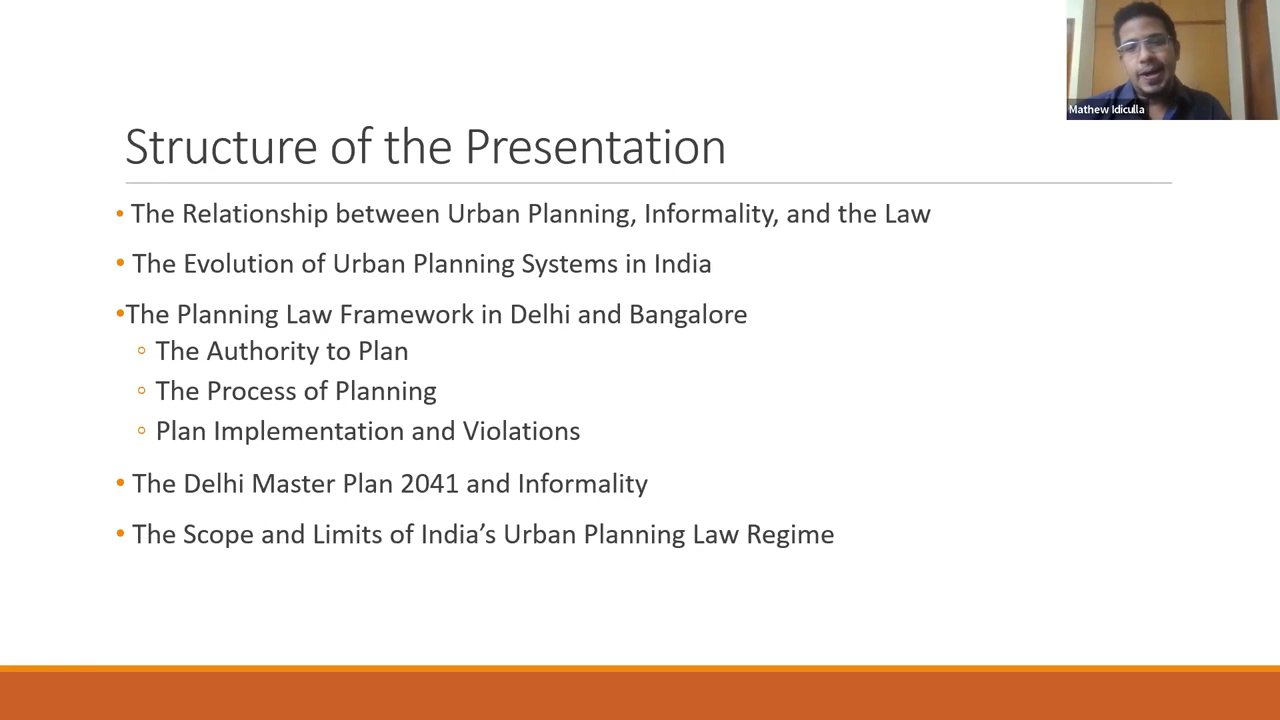 Mathew Idiculla
Structure of the Presentation
• The Relationship between Urban Planning, Informality, and the Law
• The Evolution of Urban Planning Systems in India
•The Planning Law Framework in Delhi and Bangalore
◦ The Authority to Plan
◦ The Process of Planning
◦ Plan Implementation and Violations
• The Delhi Master Plan 2041 and Informality
• The Scope and Limits of India’s Urban Planning Law Regime